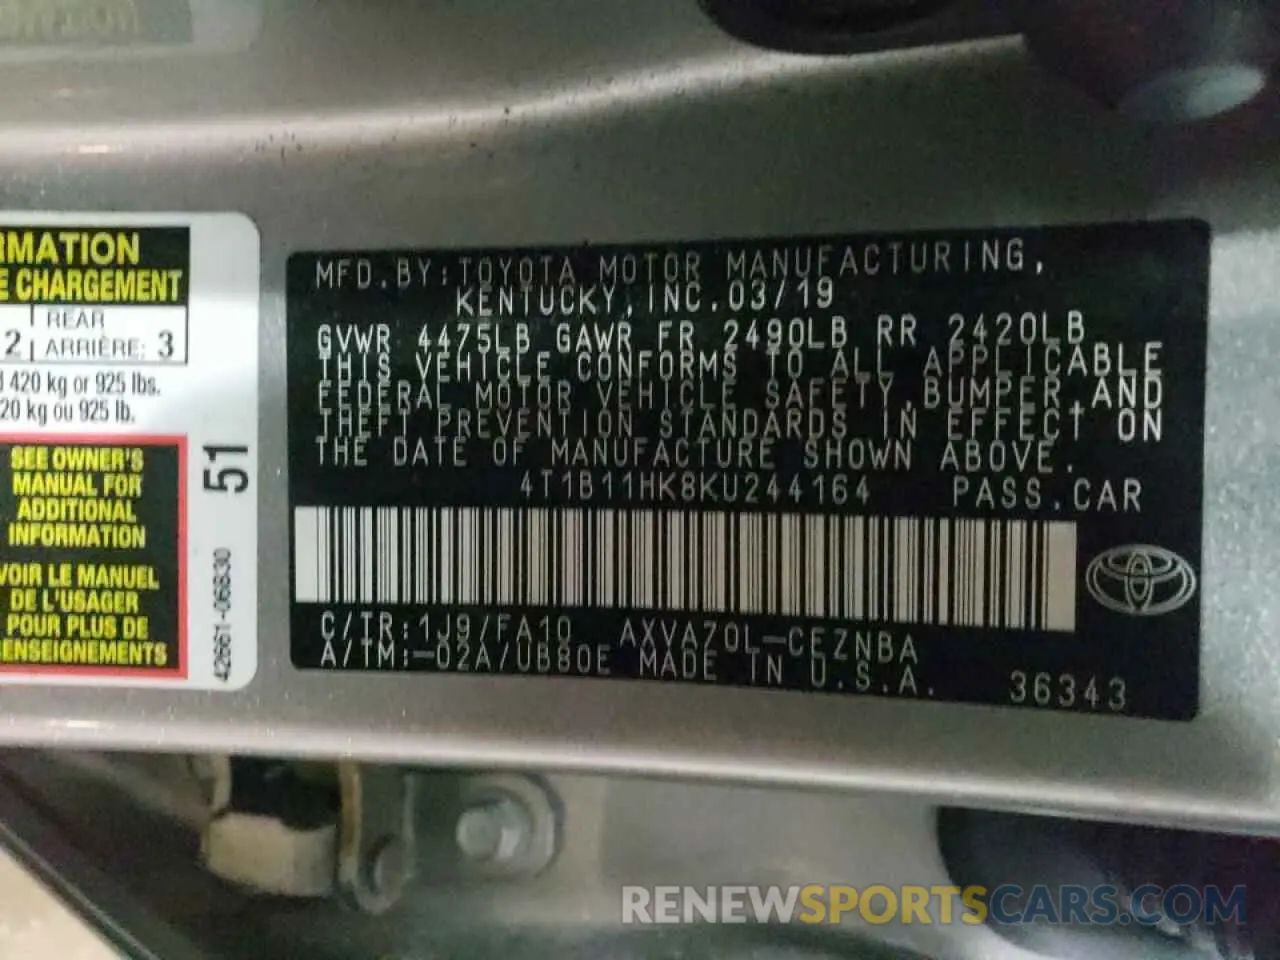 RMATION
E CHARGEMENT
REAR
2 ARRIÈRE: 3
420 kg or 925 lbs.
20 kg ou 925 lb.
SEE OWNER'S
MANUAL FOR
ADDITIONAL
INFORMATION
VOIR LE MANUEL
DE L'USAGER
POUR PLUS DE
ENSEIGNEMENTS
51
42661-06B30
MFD.BY:TOYOTA MOTOR MANUFACTURING,
KENTUCKY,INC.03/19
GVWR 4475LB GAWR FR 2490LB RR 2420LB
THIS VEHICLE CONFORMS TO ALL APPLICABLE
FEDERAL MOTOR VEHICLE SAFETY,BUMPER,AND
THEFT PREVENTION STANDARDS IN EFFECT ON
THE DATE OF MANUFACTURE SHOWN ABOVE.
4T1B11HK8KU244164 PASS.CAR
C/TR:1J9/FA10 AXVA70L-CEZNBA
A/TM:-02A/UB80E MADE IN U.S.A. 36343
RENEWSPORTSCARS.COM